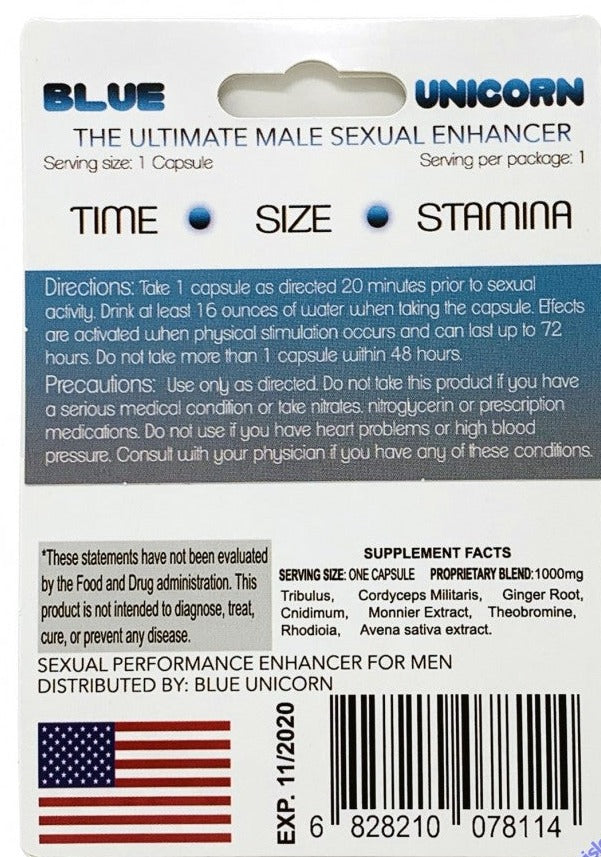 BLUE UNICORN
THE ULTIMATE MALE SEXUAL ENHANCER
Serving size: 1 Capsule Serving per package: 1
TIME • SIZE • STAMINA
Directions: Take 1 capsule as directed 20 minutes prior to sexual
activity. Drink at least 16 ounces of water when taking the capsule. Effects
are activated when physical stimulation occurs and can last up to 72
hours. Do not take more than 1 capsule within 48 hours.
Precautions: Use only as directed. Do not take this product if you have
a serious medical condition or take nitrates, nitroglycerin or prescription
medications. Do not use if you have heart problems or high blood
pressure. Consult with your physician if you have any of these conditions.
*These statements have not been evaluated
by the Food and Drug administration. This
product is not intended to diagnose, treat,
cure, or prevent any disease.
SUPPLEMENT FACTS
SERVING SIZE: ONE CAPSULE PROPRIETARY BLEND:1000mg
Tribulus, Cordyceps Militaris, Ginger Root,
Cnidimum, Monnier Extract, Theobromine,
Rhodioia, Avena sativa extract.
SEXUAL PERFORMANCE ENHANCER FOR MEN
DISTRIBUTED BY: BLUE UNICORN
EXP. 11/2020
6 828210 078114